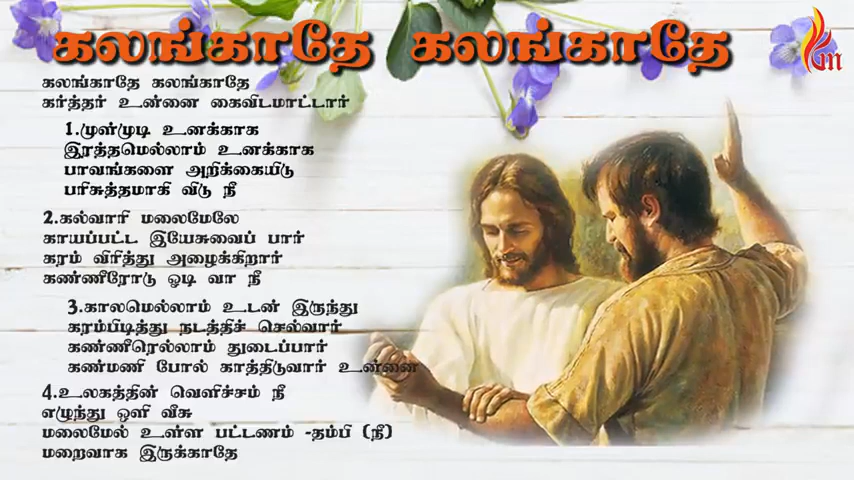 கலங்காதே கலங்காதே
கலங்காதே கலங்காதே
கர்த்தர் உன்னை கைவிடமாட்டார்
1.முள்முடி உனக்காக
இரத்தமெல்லாம் உனக்காக
பாவங்களை அறிக்கையிடு
பரிசுத்தமாகி விடு நீ
2.கல்வாரி மலைமேலே
காயப்பட்ட இயேசுவைப் பார்
கரம் விரித்து அழைக்கிறார்
கண்ணீரோடு ஓடி வா நீ
3.காலமெல்லாம் உடன் இருந்து
கரம்பிடித்து நடத்திச் செல்வார்
கண்ணீரெல்லாம் துடைப்பார்
கண்மணி போல் காத்திடுவார் உன்னை
4.உலகத்தின் வெளிச்சம் நீ
எழுந்து ஒளி வீசு
மலைமேல் உள்ள பட்டணம் -தம்பி (நீ)
மறைவாக இருக்காதே